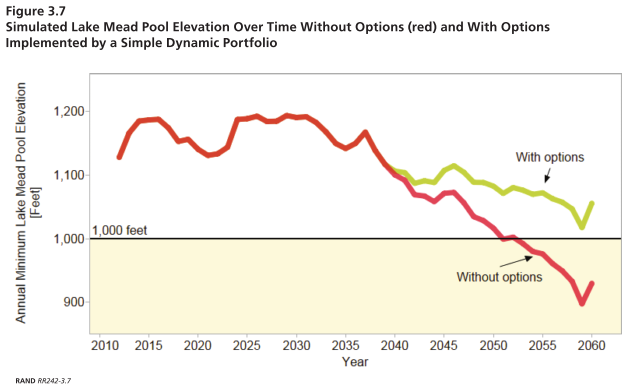 Figure 3.7
Simulated Lake Mead Pool Elevation Over Time Without Options (red) and With Options
Implemented by a Simple Dynamic Portfolio
Annual Minimum Lake Mead Pool Elevation
[Feet]
1,200
1,100
1,000
900
With options
1,000 feet
Without options
2010 2015 2020 2025 2030 2035 2040 2045 2050 2055 2060
Year
RAND RR242-3.7